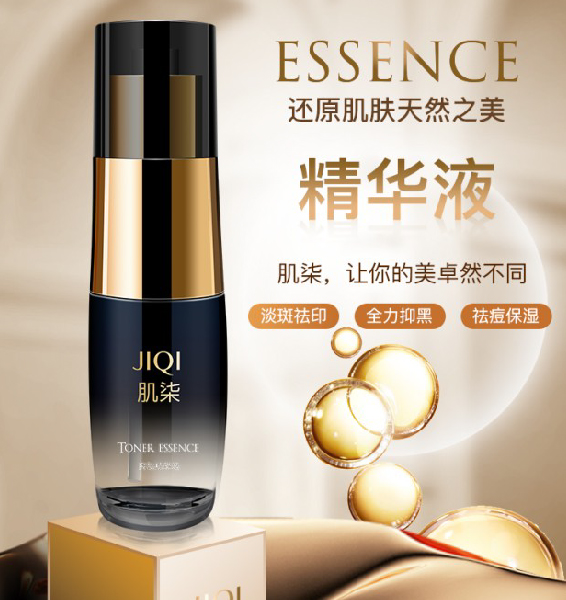 ESSENCE
还原肌肤天然之美
精华液
肌柒，让你的美卓然不同
淡斑祛印
全力抑黑
祛痘保湿
JIQI
肌柒
TONER ESSENCE
JIQI